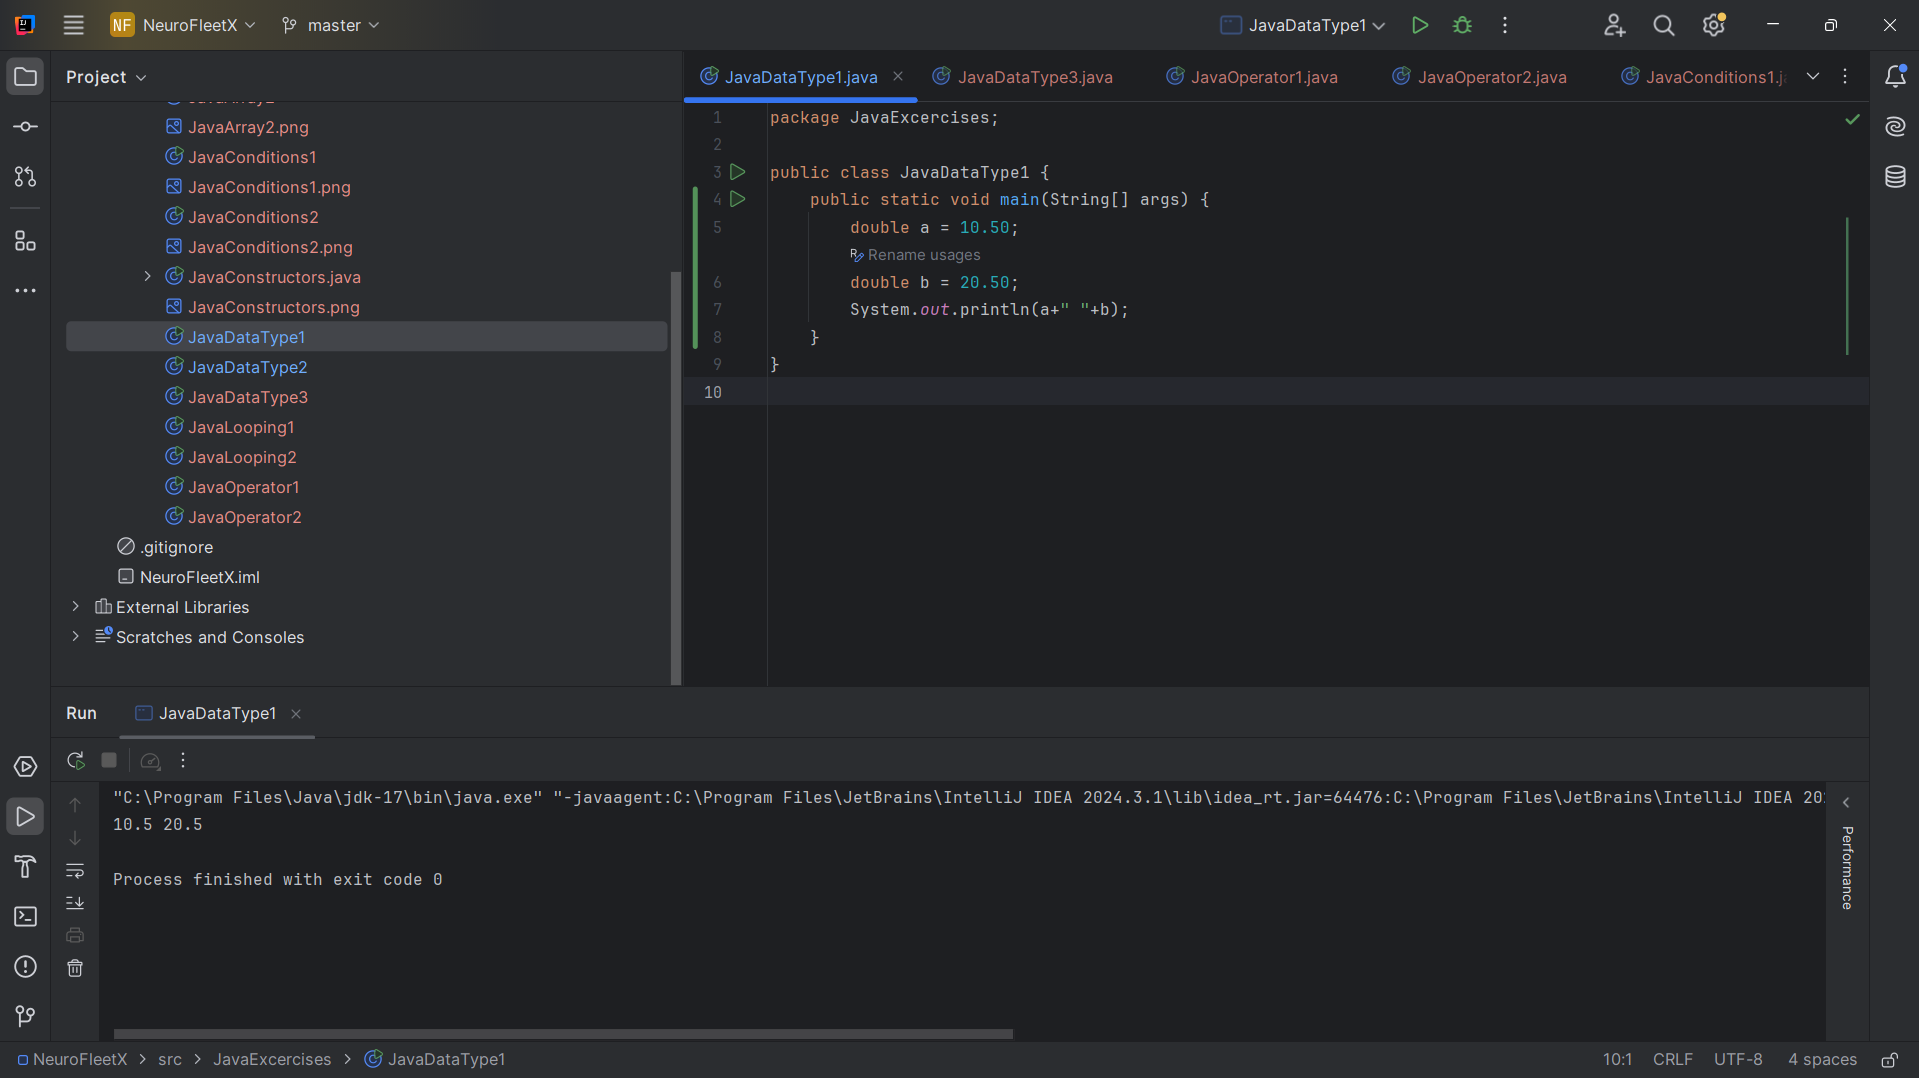 NF NeuroFleetX master JavaDataType1
Project
JavaDataType1.java JavaDataType3.java JavaOperator1.java JavaOperator2.java JavaConditions1.j
JavaArray2
JavaArray2.png
JavaConditions1
JavaConditions1.png
JavaConditions2
JavaConditions2.png
JavaConstructors.java
JavaConstructors.png
JavaDataType1
JavaDataType2
JavaDataType3
JavaLooping1
JavaLooping2
JavaOperator1
JavaOperator2
.gitignore
NeuroFleetX.iml
External Libraries
Scratches and Consoles
1 package JavaExcercises;
2
3 public class JavaDataType1 {
4 public static void main(String[] args) {
5 double a = 10.50;
Rename usages
6 double b = 20.50;
7 System.out.println(a+" "+b);
8 }
9 }
10
Run JavaDataType1
"C:\Program Files\Java\jdk-17\bin\java.exe" "-javaagent:C:\Program Files\JetBrains\IntelliJ IDEA 2024.3.1\lib\idea_rt.jar=64476:C:\Program Files\JetBrains\IntelliJ IDEA 20
10.5 20.5
Process finished with exit code 0
Performance
NeuroFleetX > src > JavaExcercises > JavaDataType1
10:1 CRLF UTF-8 4 spaces